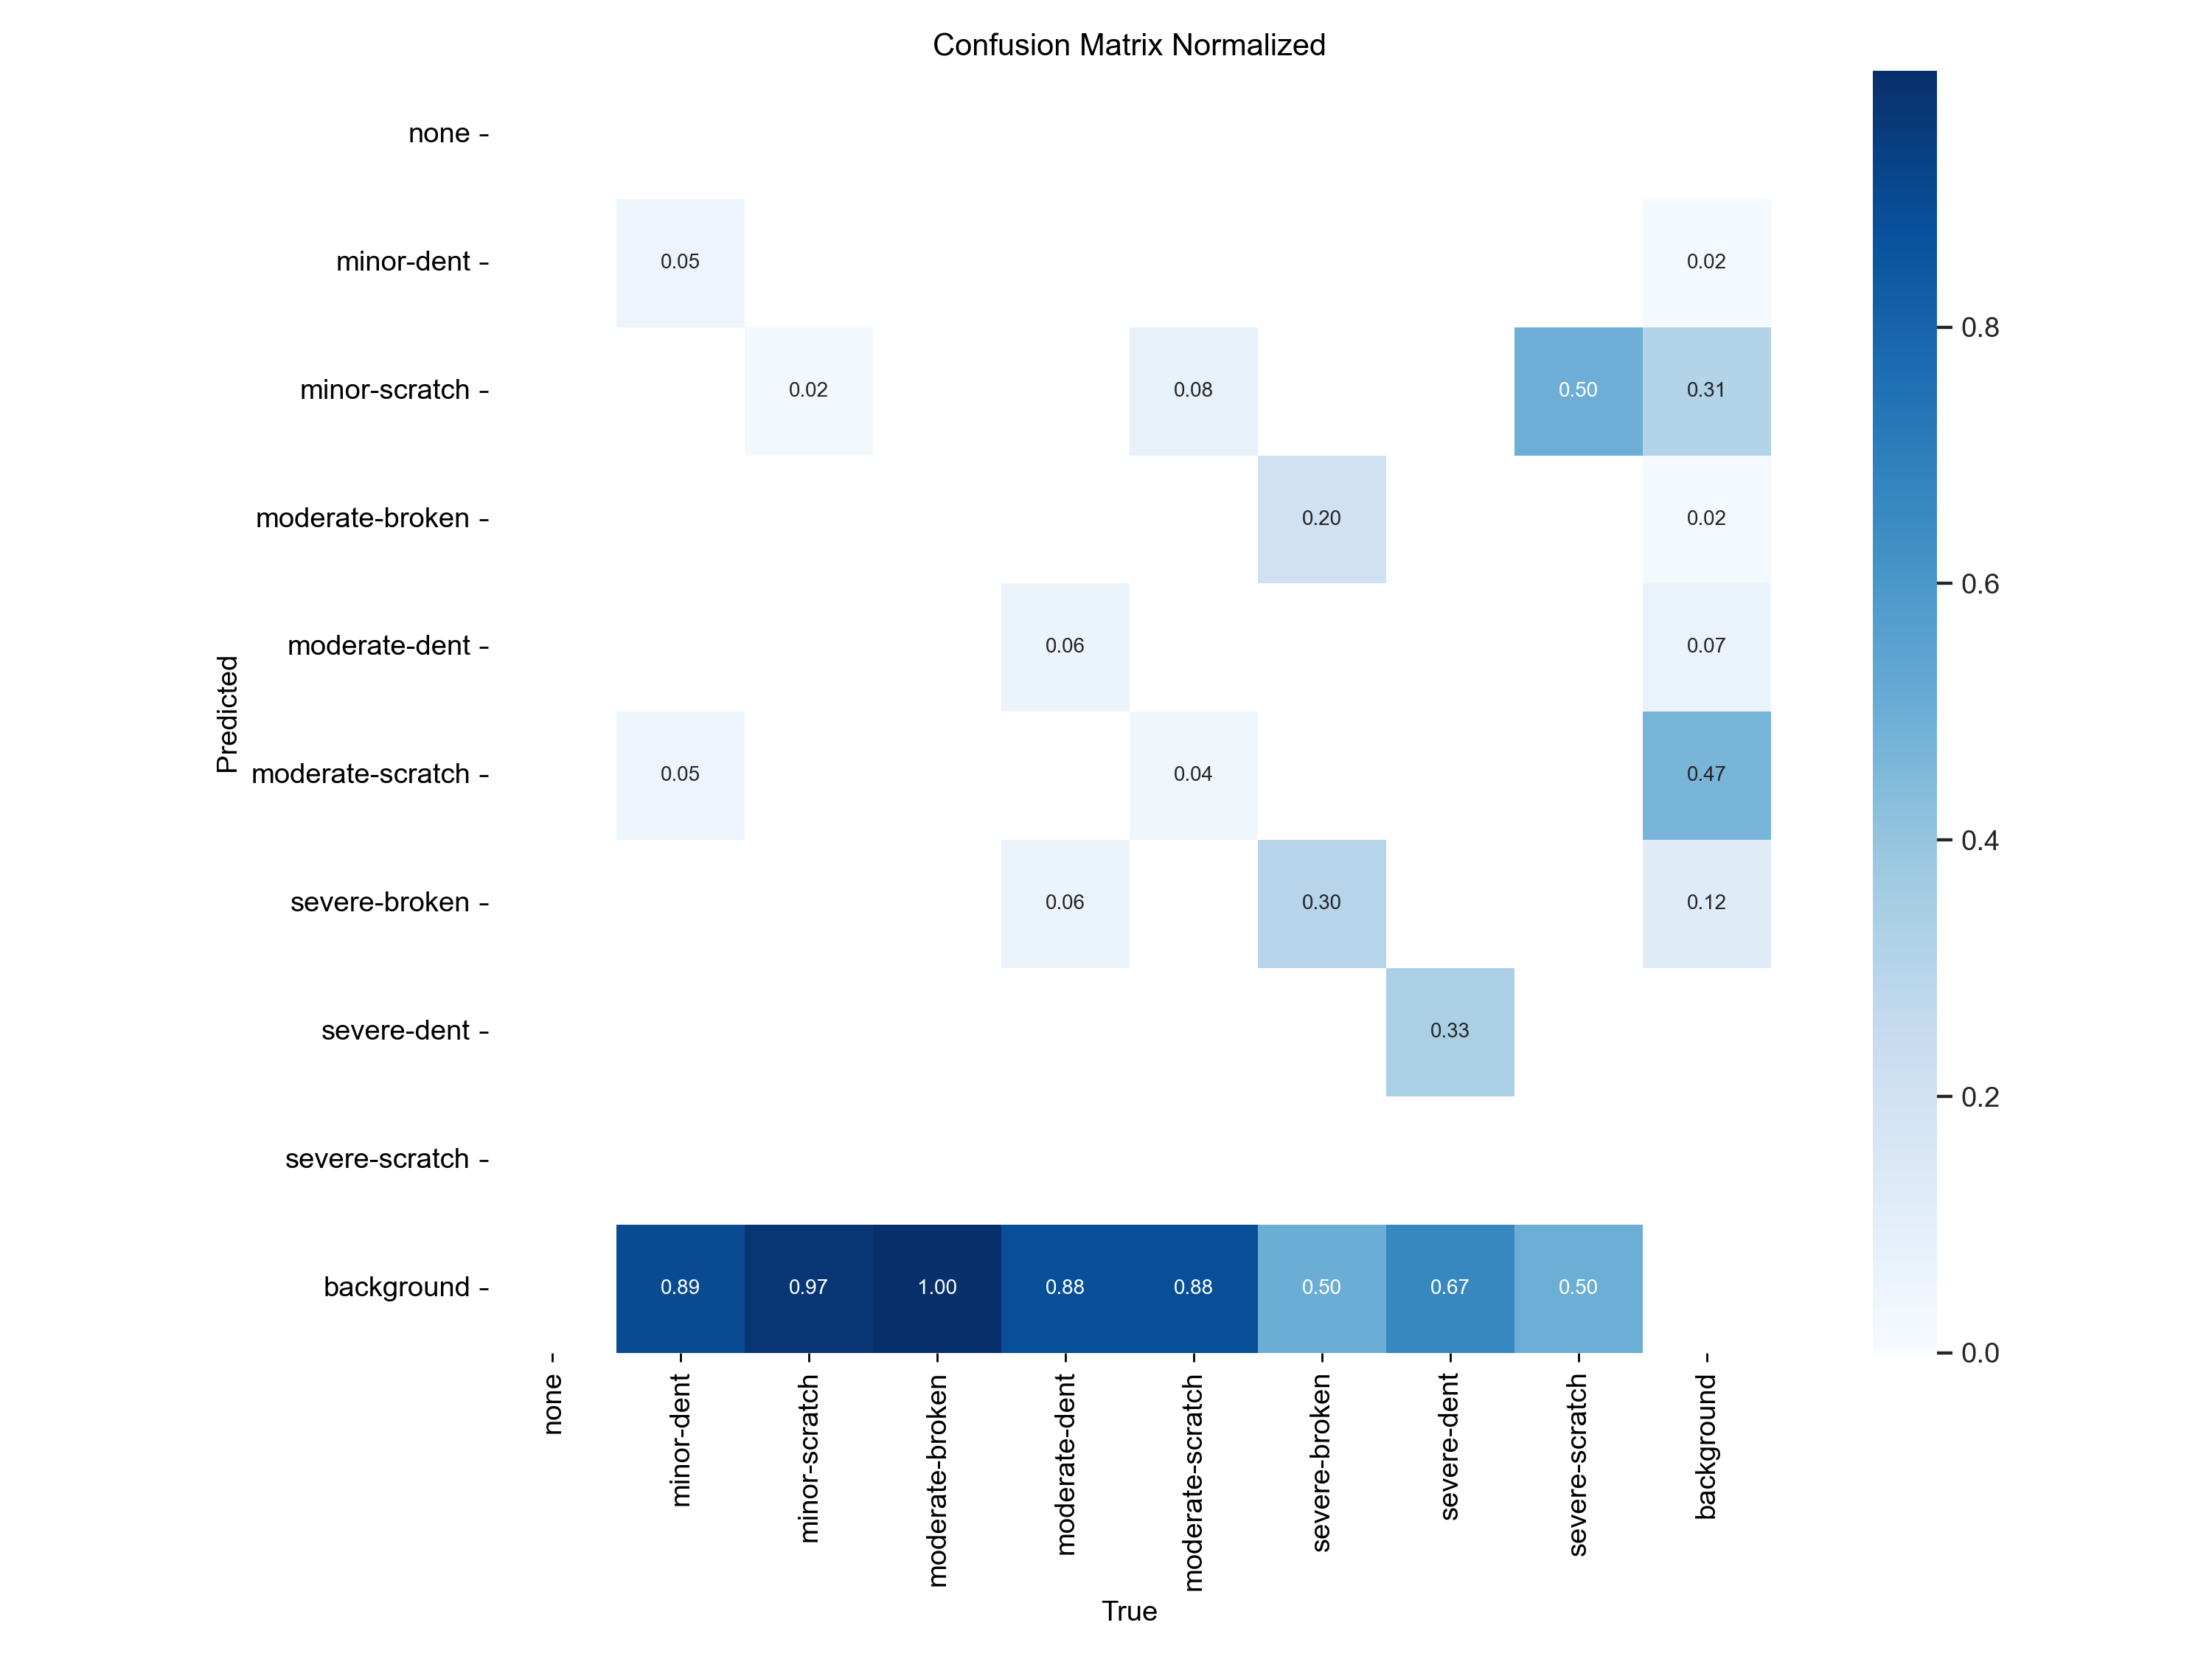 Confusion Matrix Normalized
none
minor-dent
0.05
0.02
minor-scratch
0.02
0.08
0.50
0.31
moderate-broken
0.20
0.02
moderate-dent
0.06
0.07
moderate-scratch
0.05
0.04
0.47
severe-broken
0.06
0.30
0.12
severe-dent
0.33
severe-scratch
background
0.89
0.97
1.00
0.88
0.88
0.50
0.67
0.50
Predicted
none
minor-dent
minor-scratch
moderate-broken
moderate-dent
moderate-scratch
severe-broken
severe-dent
severe-scratch
background
True
0.8
0.6
0.4
0.2
0.0